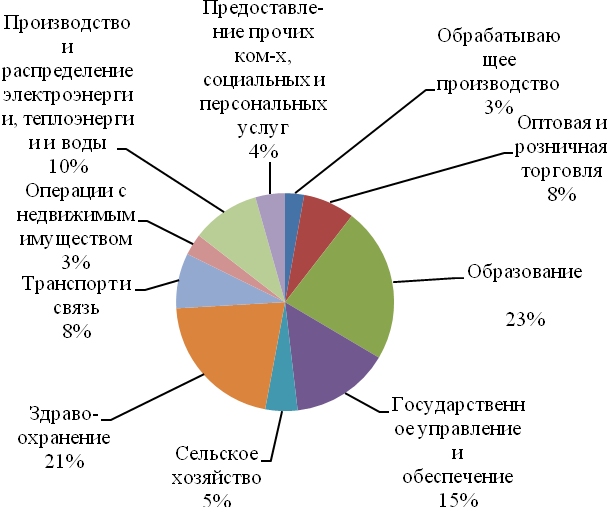 Производство
и
распределение
электроэнерги
и, теплоэнерги
и и воды
10%
Предоставле-
ние прочих
ком-х,
социальных и
персональных
услуг
4%
Обрабатываю
щее
производство
3%
Оптовая и
розничная
торговля
8%
Операции с
недвижимым
имуществом
3%
Образование
23%
Транспорт и
связь
8%
Здраво-
охранение
21%
Сельское
хозяйство
5%
Государственн
ое управление
и
обеспечение
15%